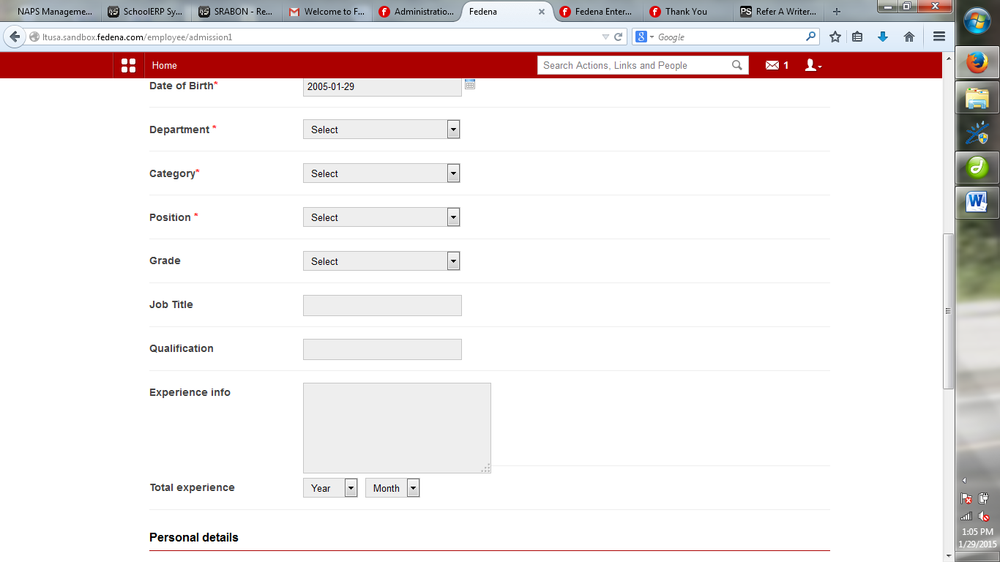 NAPS Manageme...
SchoolERP Sy...
SRABON - Re...
Welcome to F...
Administratio...
Fedena
Fedena Enter...
Thank You
PS Refer A Writer...
ltusa.sandbox.fedena.com/employee/admission1
Google
Home
Search Actions, Links and People
1
Date of Birth*
2005-01-29
Department *
Select
Category*
Select
Position *
Select
Grade
Select
Job Title
Qualification
Experience info
Total experience
Year
Month
Personal details
1:05 PM
1/29/2015